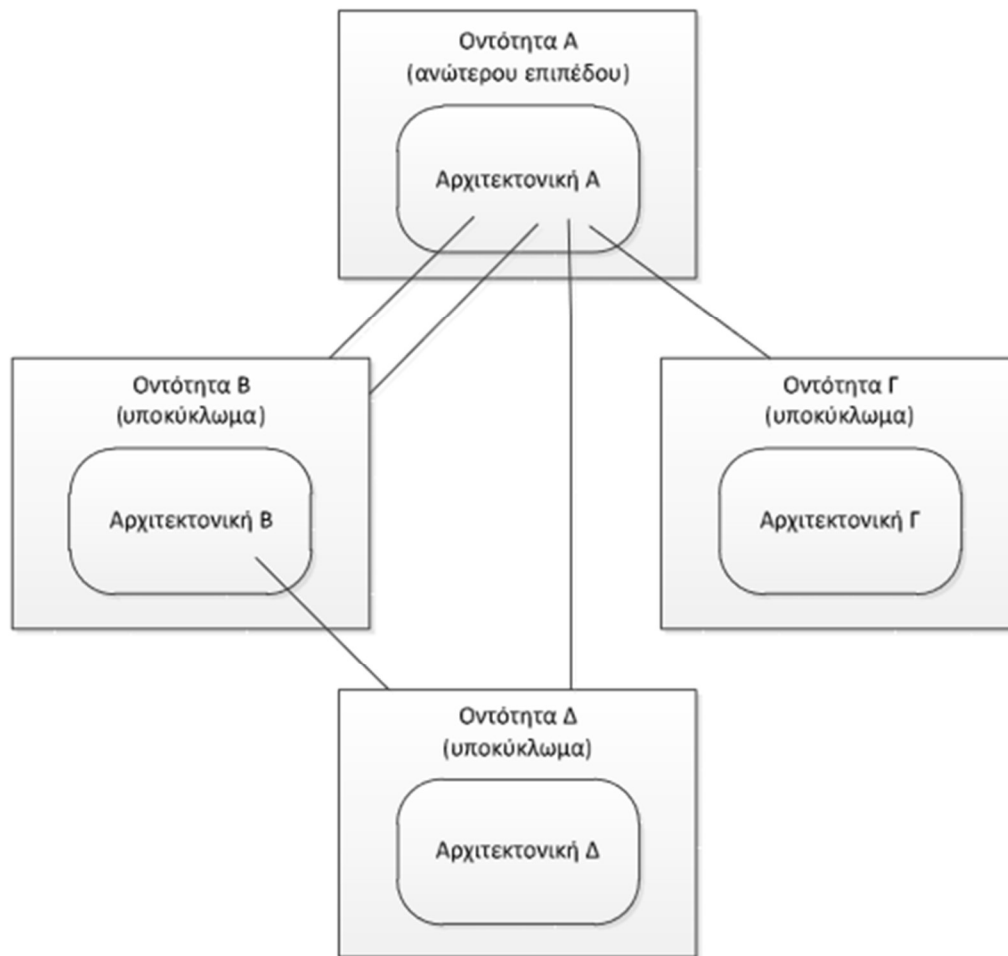 Οντότητα Α
(ανώτερου επιπέδου)
Αρχιτεκτονική Α
Οντότητα Β
(υποκύκλωμα)
Αρχιτεκτονική Β
Οντότητα Γ
(υποκύκλωμα)
Αρχιτεκτονική Γ
Οντότητα Δ
(υποκύκλωμα)
Αρχιτεκτονική Δ